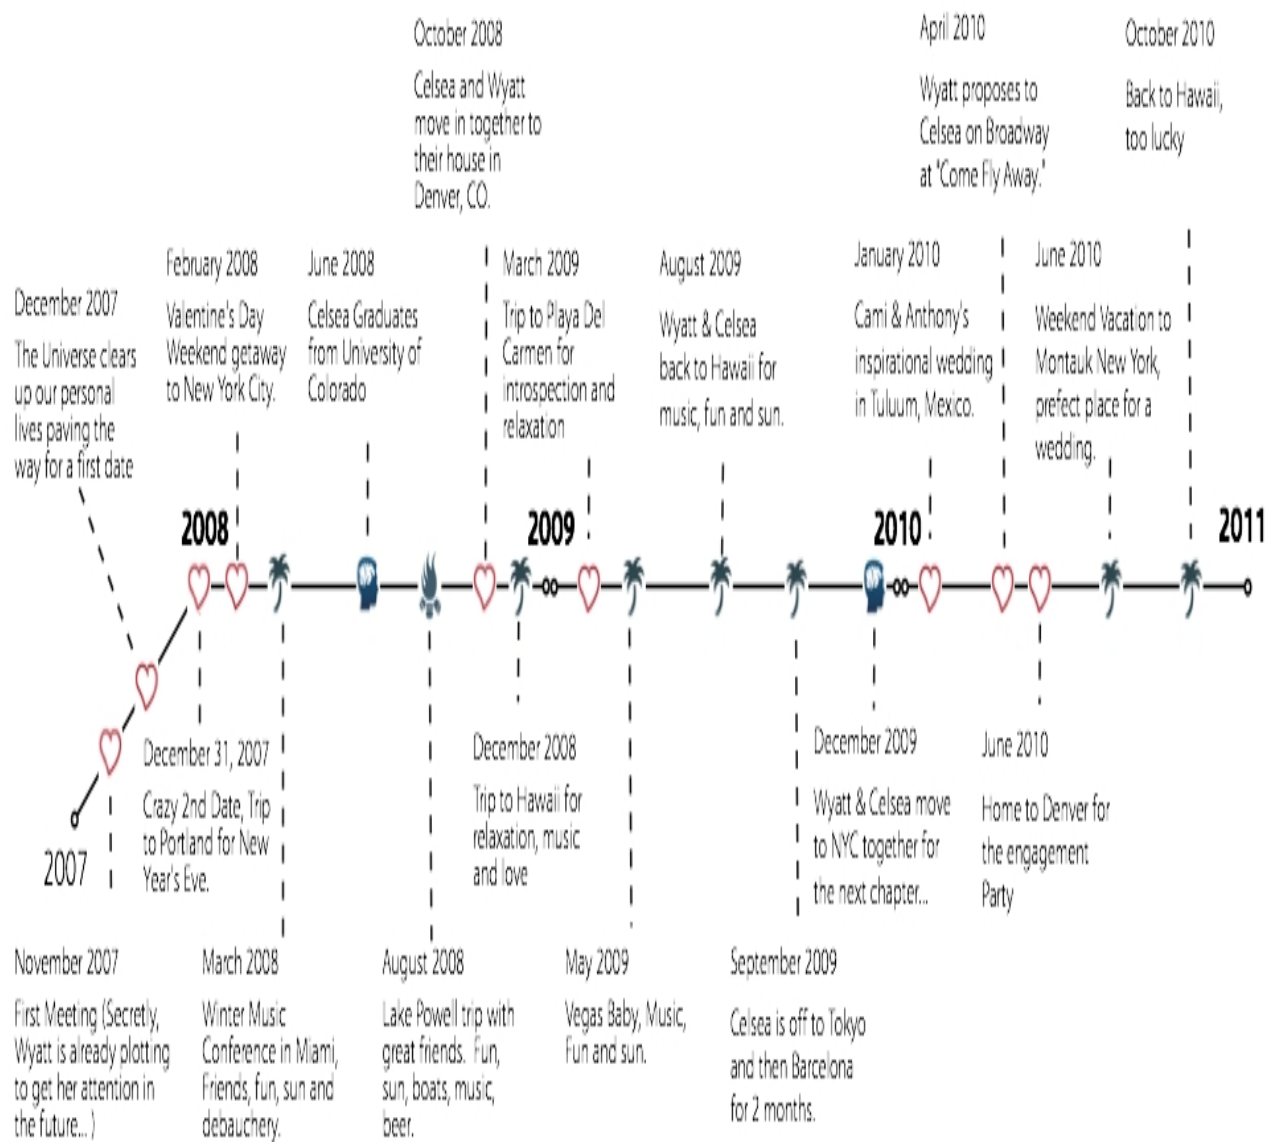 October 2008
Celsea and Wyatt
move in together to
their house in
Denver, CO.
April 2010
Wyatt proposes to
Celsea on Broadway
at "Come Fly Away."
October 2010
Back to Hawaii,
too lucky
December 2007
The Universe clears
up our personal
lives paving the
way for a first date
February 2008
Valentine's Day
Weekend getaway
to New York City.
June 2008
Celsea Graduates
from University of
Colorado
March 2009
Trip to Playa Del
Carmen for
introspection and
relaxation
August 2009
Wyatt & Celsea
back to Hawaii for
music, fun and sun.
January 2010
Cami & Anthony's
inspirational wedding
in Tuluum, Mexico.
June 2010
Weekend Vacation to
Montauk New York,
prefect place for a
wedding.
2008
2009
2010
2011
2007
December 31, 2007
Crazy 2nd Date, Trip
to Portland for New
Year's Eve.
December 2008
Trip to Hawaii for
relaxation, music
and love
December 2009
Wyatt & Celsea move
to NYC together for
the next chapter...
June 2010
Home to Denver for
the engagement
Party
November 2007
First Meeting (Secretly,
Wyatt is already plotting
to get her attention in
the future... )
March 2008
Winter Music
Conference in Miami,
Friends, fun, sun and
debauchery.
August 2008
Lake Powell trip with
great friends. Fun,
sun, boats, music,
beer.
May 2009
Vegas Baby, Music,
Fun and sun.
September 2009
Celsea is off to Tokyo
and then Barcelona
for 2 months.